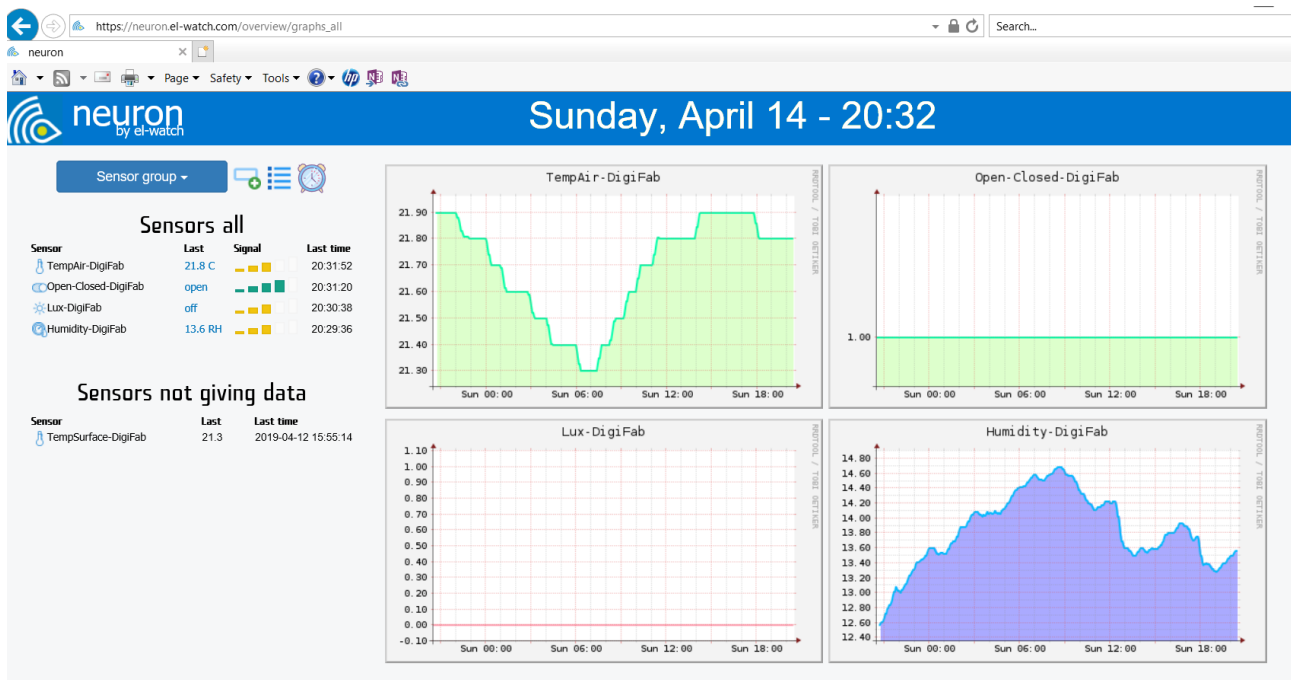 https://neuron.el-watch.com/overview/graphs_all
Search...
neuron
Page Safety Tools
neuron
by el-watch
Sunday, April 14 - 20:32
Sensor group
Sensors all
Sensor Last Signal Last time
TempAir-DigiFab 21.8 C 20:31:52
Open-Closed-DigiFab open 20:31:20
Lux-DigiFab off 20:30:38
Humidity-DigiFab 13.6 RH 20:29:36
Sensors not giving data
Sensor Last Last time
TempSurface-DigiFab 21.3 2019-04-12 15:55:14
TempAir-DigiFab
21.90
21.80
21.70
21.60
21.50
21.40
21.30
Sun 00:00 Sun 06:00 Sun 12:00 Sun 18:00
RRDTOOL / TOBI OETIKER
Open-Closed-DigiFab
1.00
Sun 00:00 Sun 06:00 Sun 12:00 Sun 18:00
RRDTOOL / TOBI OETIKER
Lux-DigiFab
1.10
1.00
0.90
0.80
0.70
0.60
0.50
0.40
0.30
0.20
0.10
0.00
-0.10
Sun 00:00 Sun 06:00 Sun 12:00 Sun 18:00
RRDTOOL / TOBI OETIKER
Humidity-DigiFab
14.80
14.60
14.40
14.20
14.00
13.80
13.60
13.40
13.20
13.00
12.80
12.60
12.40
Sun 00:00 Sun 06:00 Sun 12:00 Sun 18:00
RRDTOOL / TOBI OETIKER